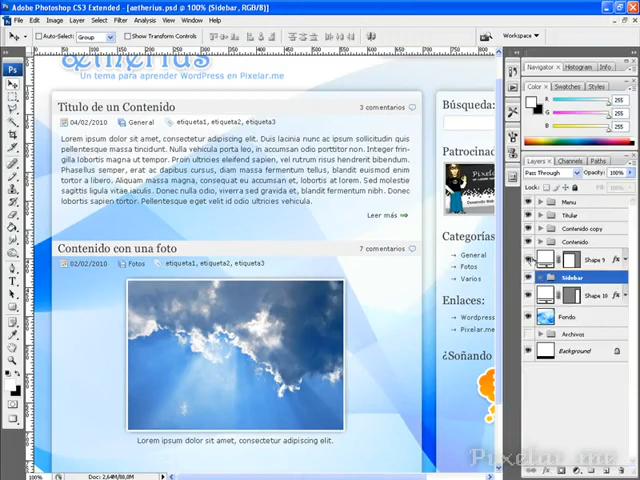 Adobe Photoshop CS3 Extended - [aetherius.psd @ 100% (Sidebar, RGB/8)]
File Edit Image Layer Select Filter Analysis View Window Help
Auto-Select: Group Show Transform Controls Workspace
Ps
aetherius
Un tema para aprender WordPress en Pixelar.me
Titulo de un Contenido 3 comentarios
04/02/2010 General etiqueta1, etiqueta2, etiqueta3
Lorem ipsum dolor sit amet, consectetur adipiscing elit. Duis lacinia nunc ac ipsum sollicitudin quis
pellentesque massa tincidunt. Nulla vehicula porta leo, in accumsan odio porttitor non. Integer frin-
gilla lobortis magna ut tempor. Proin ultricies eleifend sapien, vel rutrum risus hendrerit bibendum.
Phasellus semper, erat ac dapibus cursus, diam massa fermentum tellus, blandit euismod enim
tortor a libero. Aliquam massa magna, consequat eu accumsan et, lobortis at lorem. Sed molestie
sagittis ligula vitae iaculis. Donec nulla odio, viverra sed gravida et, blandit fermentum nibh. Donec
lobortis sapien tortor. Pellentesque eget velit id odio cursus ultricies.
Leer más
Contenido con una foto 7 comentarios
02/02/2010 Fotos etiqueta1, etiqueta2, etiqueta3
Lorem ipsum dolor sit amet, consectetur adipiscing elit.
Búsqueda:
Patrocinad
Categorías
General
Fotos
Varios
Enlaces:
Wordpress
Pixelar.me
¿Soñando
Navigator Histogram Info
Color Swatches Styles
R 255
G 255
B 255
Layers Channels Paths
Pass Through Opacity: 100%
Lock: Fill:
Menu
Titular
Contenido copy
Contenido
Shape 9 fx
Sidebar
Shape 10 fx
Fondo
Archivos
Background
Pixelar.me
100% Doc: 2,64M/88,8M